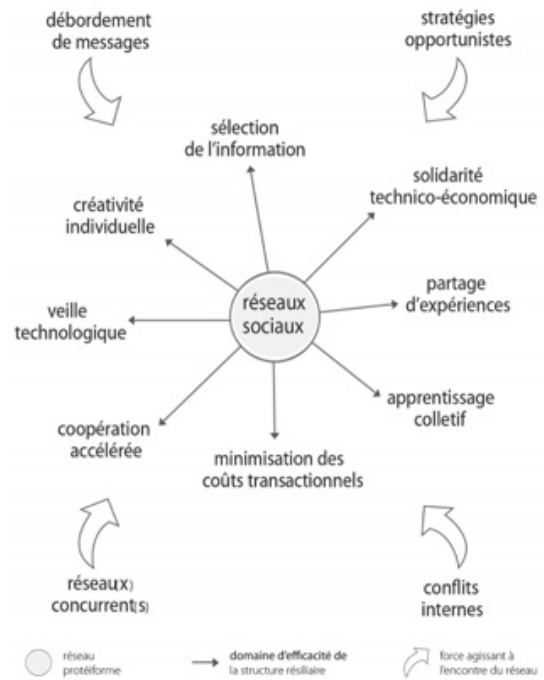 débordement
de messages
stratégies
opportunistes
sélection
de l'information
solidarité
technico-économique
créativité
individuelle
partage
d'expériences
réseaux
sociaux
veille
technologique
apprentissage
colletif
coopération
accélérée
minimisation des
coûts transactionnels
réseau(x)
concurrent(s)
conflits
internes
réseau
protéiforme
domaine d'efficacité de
la structure résiliaire
force agissant à
l'encontre du réseau